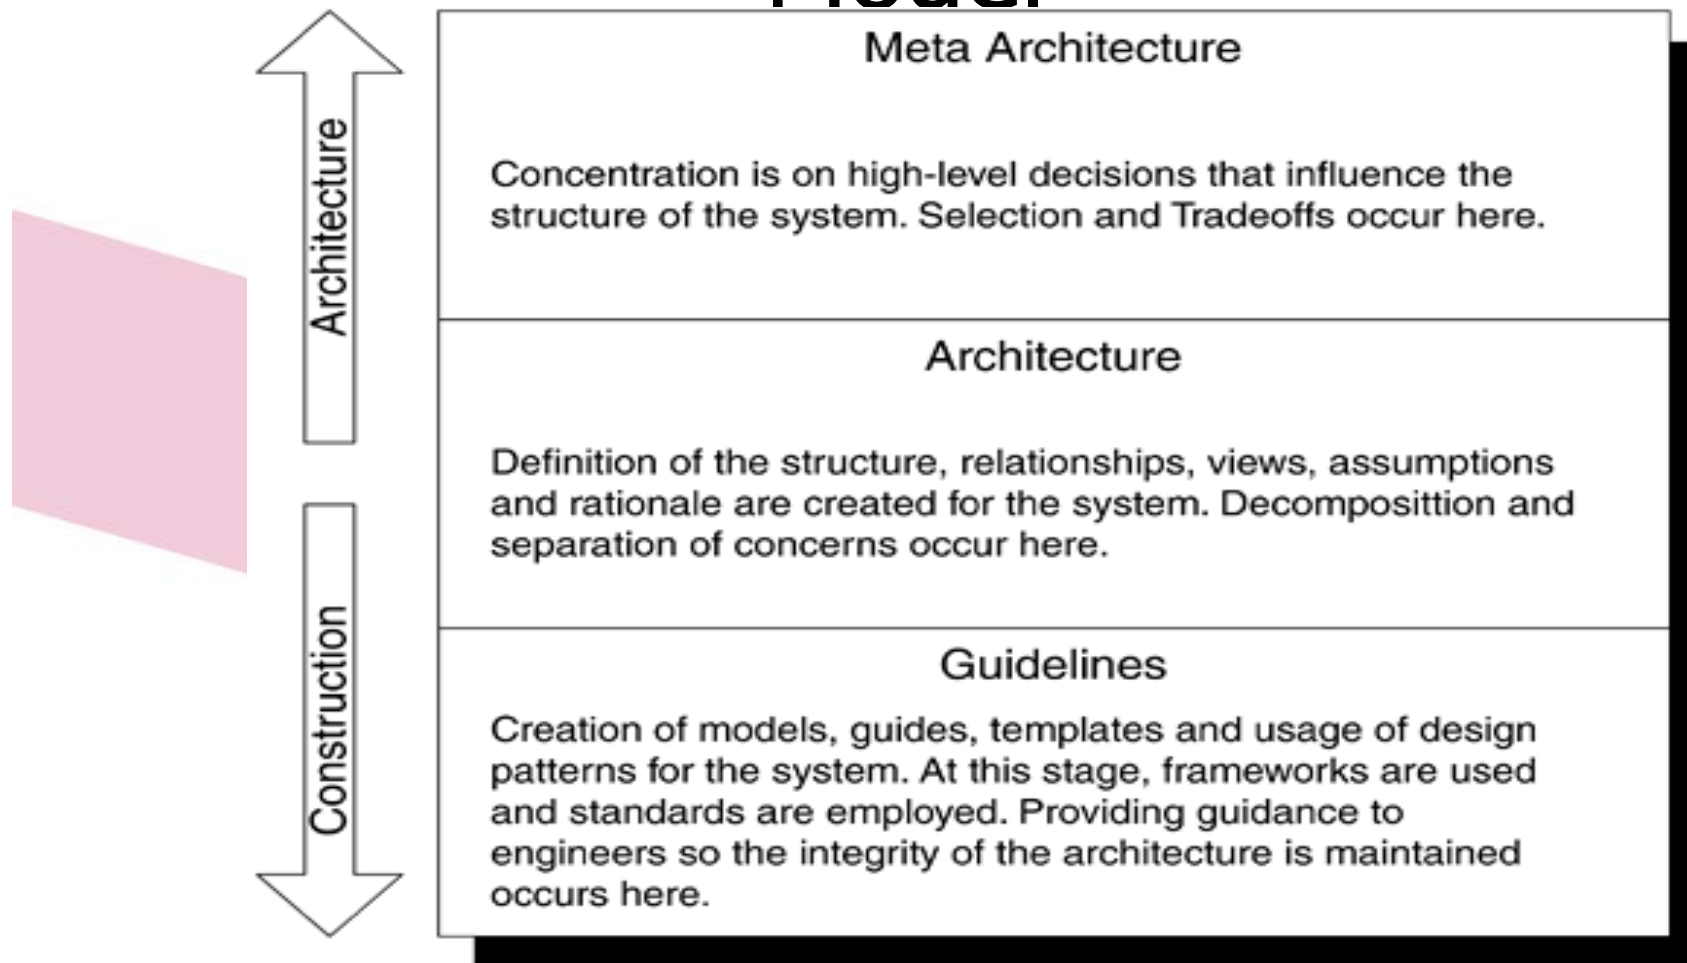 Model
Meta Architecture
Concentration is on high-level decisions that influence the
structure of the system. Selection and Tradeoffs occur here.
Architecture
Architecture
Definition of the structure, relationships, views, assumptions
and rationale are created for the system. Decomposittion and
separation of concerns occur here.
Construction
Guidelines
Creation of models, guides, templates and usage of design
patterns for the system. At this stage, frameworks are used
and standards are employed. Providing guidance to
engineers so the integrity of the architecture is maintained
occurs here.